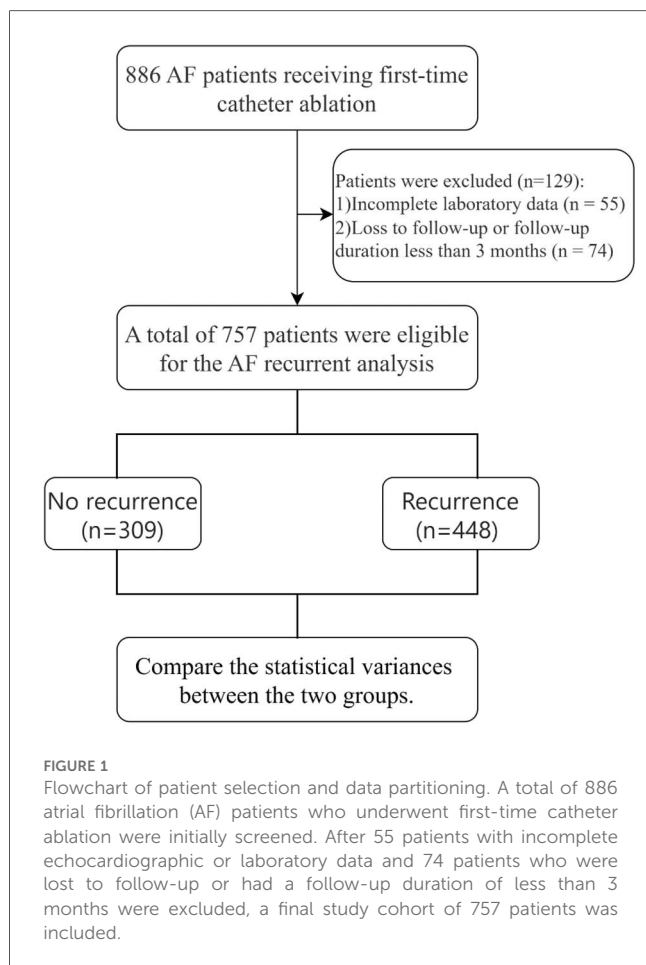 886 AF patients receiving first-time
catheter ablation
Patients were excluded (n=129):
1)Incomplete laboratory data (n = 55)
2)Loss to follow-up or follow-up
duration less than 3 months (n = 74)
A total of 757 patients were eligible
for the AF recurrent analysis
No recurrence
(n=309)
Recurrence
(n=448)
Compare the statistical variances
between the two groups.
FIGURE 1
Flowchart of patient selection and data partitioning. A total of 886
atrial fibrillation (AF) patients who underwent first-time catheter
ablation were initially screened. After 55 patients with incomplete
echocardiographic or laboratory data and 74 patients who were
lost to follow-up or had a follow-up duration of less than 3
months were excluded, a final study cohort of 757 patients was
included.